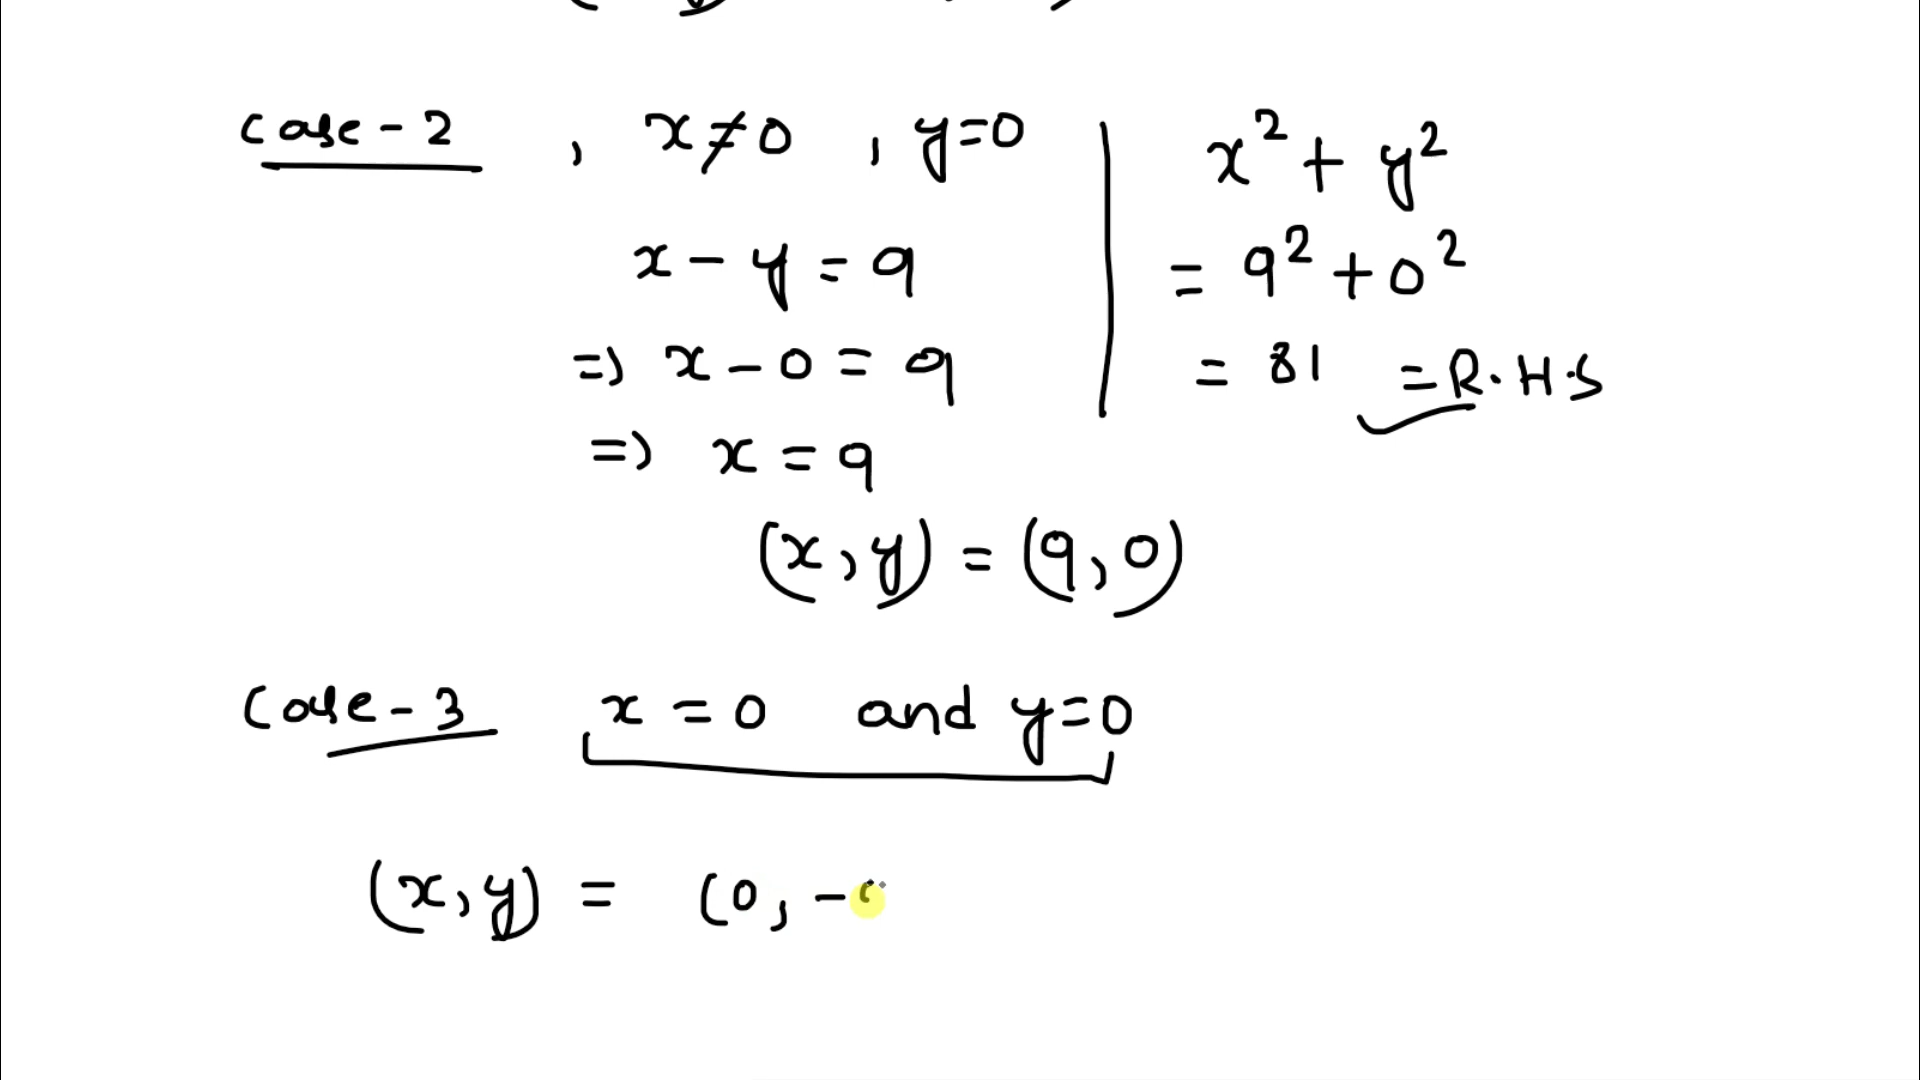 case-2 , x≠0 , y=0
x-y=9
=> x-0=9
=> x=9
(x,y)=(9,0)
x²+y²
= 9²+0²
= 81 =R.H.S
case-3 x=0 and y=0
(x,y) = (0, -